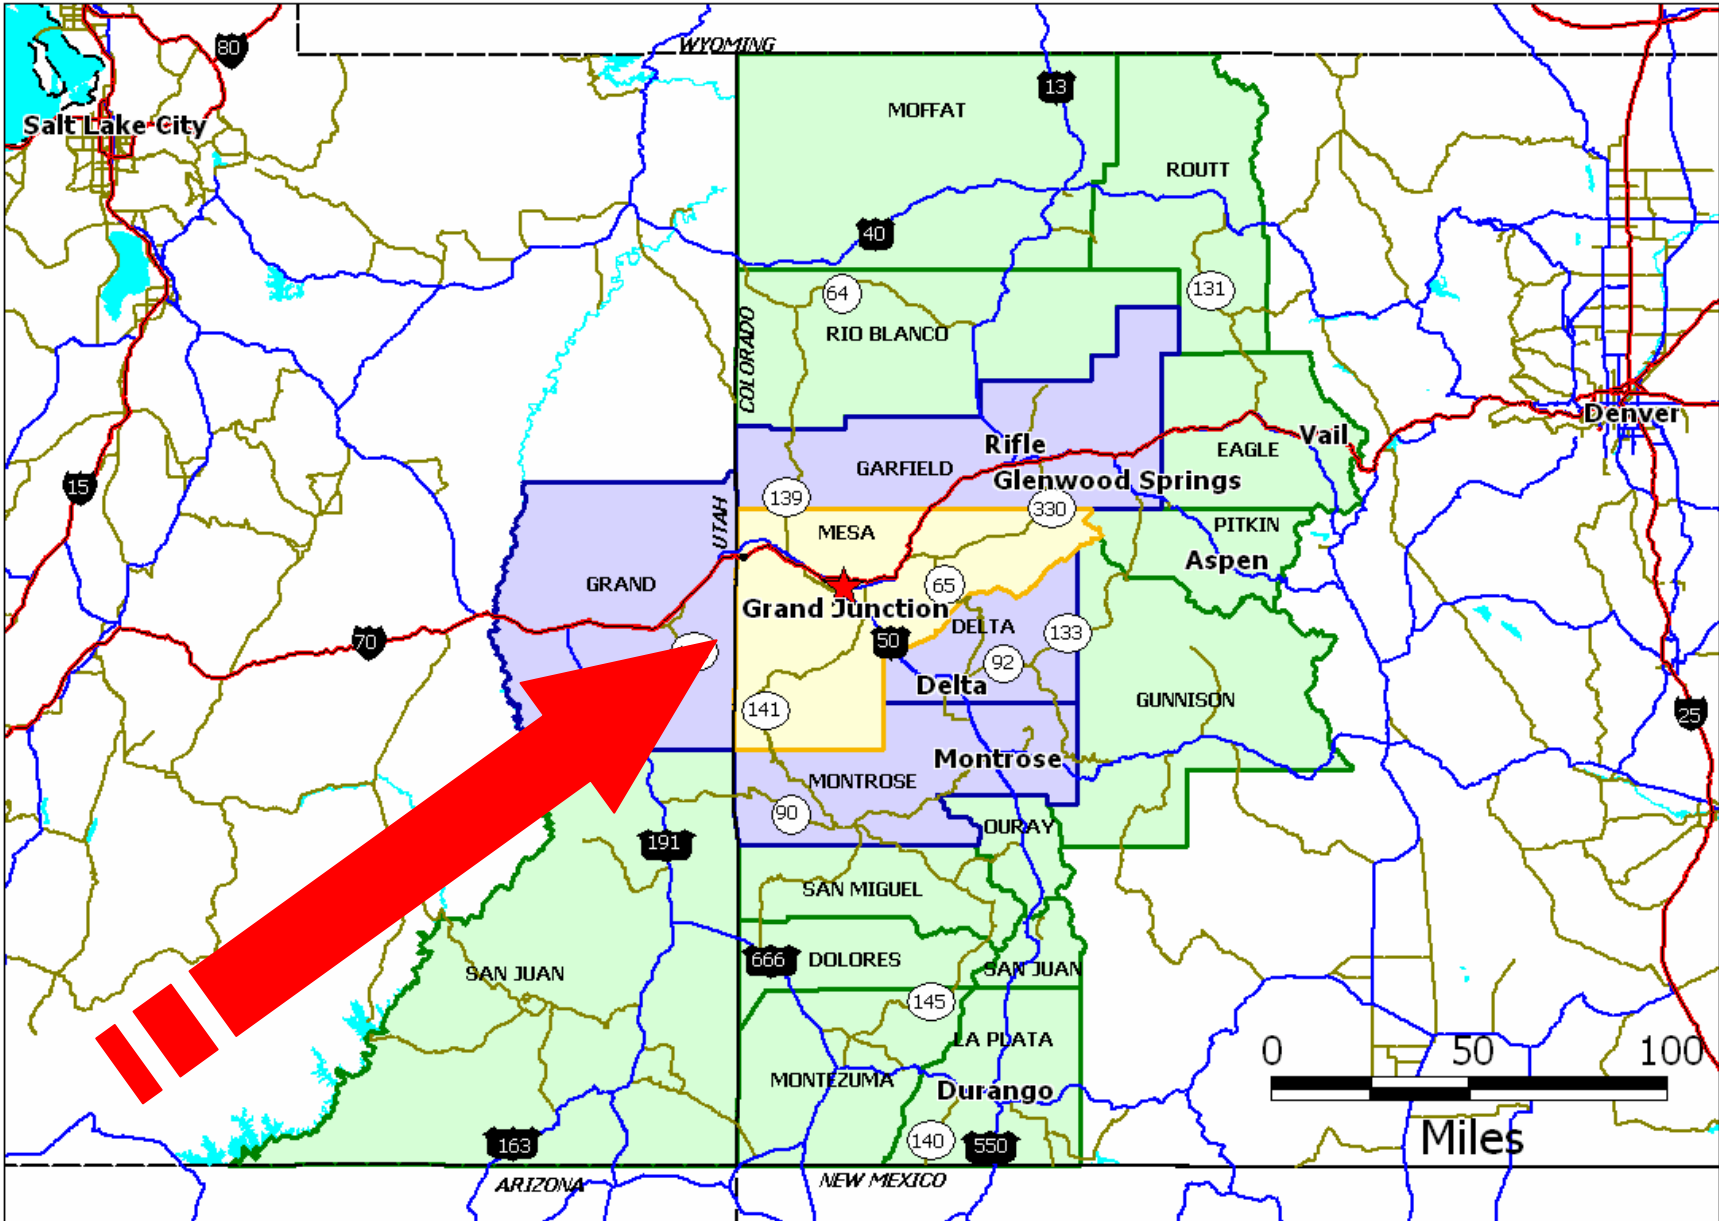 WYOMING
80
13
MOFFAT
Salt Lake City
ROUTT
40
64
131
RIO BLANCO
COLORADO
Denver
Vail
Rifle
EAGLE
GARFIELD
Glenwood Springs
15
139
330
UTAH
MESA
PITKIN
Aspen
GRAND
65
Grand Junction
DELTA
133
70
50
92
Delta
GUNNISON
141
25
Montrose
MONTROSE
90
OURAY
191
SAN MIGUEL
666
DOLORES
SAN JUAN
SAN JUAN
145
LA PLATA
0 50 100
MONTEZUMA
Durango
Miles
163
140
550
ARIZONA
NEW MEXICO